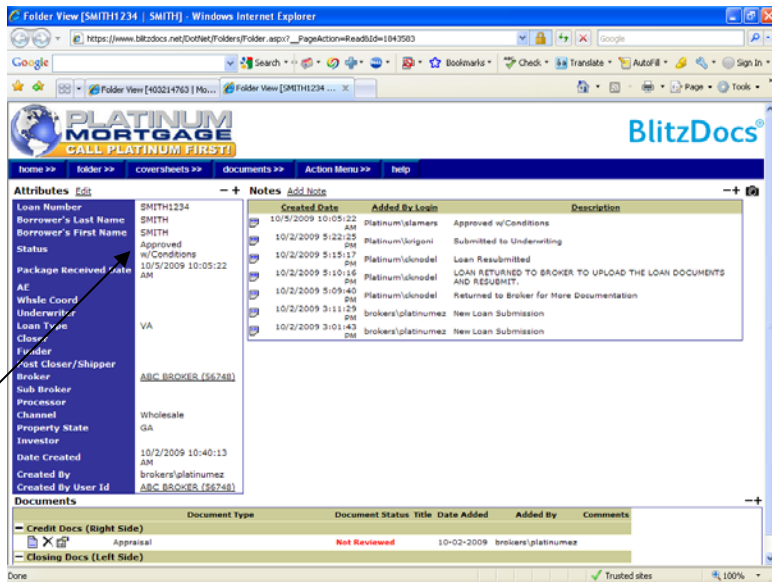 Folder View [SMITH1234 | SMITH] - Windows Internet Explorer
https://www.blitzdocs.net/DotNet/Folders/Folder.aspx?__PageAction=Read&Id=1043583
Google
Google Search Bookmarks Check Translate AutoFill Sign In
Folder View [403214763 | Mo... Folder View [SMITH1234 ... Page Tools
PLATINUM
MORTGAGE
CALL PLATINUM FIRST!
BlitzDocs®
home >> folder >> coversheets >> documents >> Action Menu >> help
Attributes Edit − +
Loan Number SMITH1234
Borrower's Last Name SMITH
Borrower's First Name SMITH
Status Approved
w/Conditions
Package Received Date 10/5/2009 10:05:22
AM
AE
Whsle Coord
Underwriter
Loan Type VA
Closer
Funder
Post Closer/Shipper
Broker ABC BROKER (56748)
Sub Broker
Processor
Channel Wholesale
Property State GA
Investor
Date Created 10/2/2009 10:40:13
AM
Created By brokers\platinumez
Created By User Id ABC BROKER (56748)
Notes Add Note −+
Created Date Added By Login Description
10/5/2009 10:05:22
AM Platinum\slamers Approved w/Conditions
10/2/2009 5:22:25
PM Platinum\krigoni Submitted to Underwriting
10/2/2009 5:15:17
PM Platinum\cknodel Loan Resubmitted
10/2/2009 5:10:16
PM Platinum\cknodel LOAN RETURNED TO BROKER TO UPLOAD THE LOAN DOCUMENTS
AND RESUBMIT.
10/2/2009 5:09:40
PM Platinum\cknodel Returned to Broker for More Documentation
10/2/2009 3:11:29
PM brokers\platinumez New Loan Submission
10/2/2009 3:01:43
PM brokers\platinumez New Loan Submission
Documents −+
Document Type Document Status Title Date Added Added By Comments
− Credit Docs (Right Side)
Appraisal Not Reviewed 10-02-2009 brokers\platinumez
− Closing Docs (Left Side)
Done Trusted sites 100%